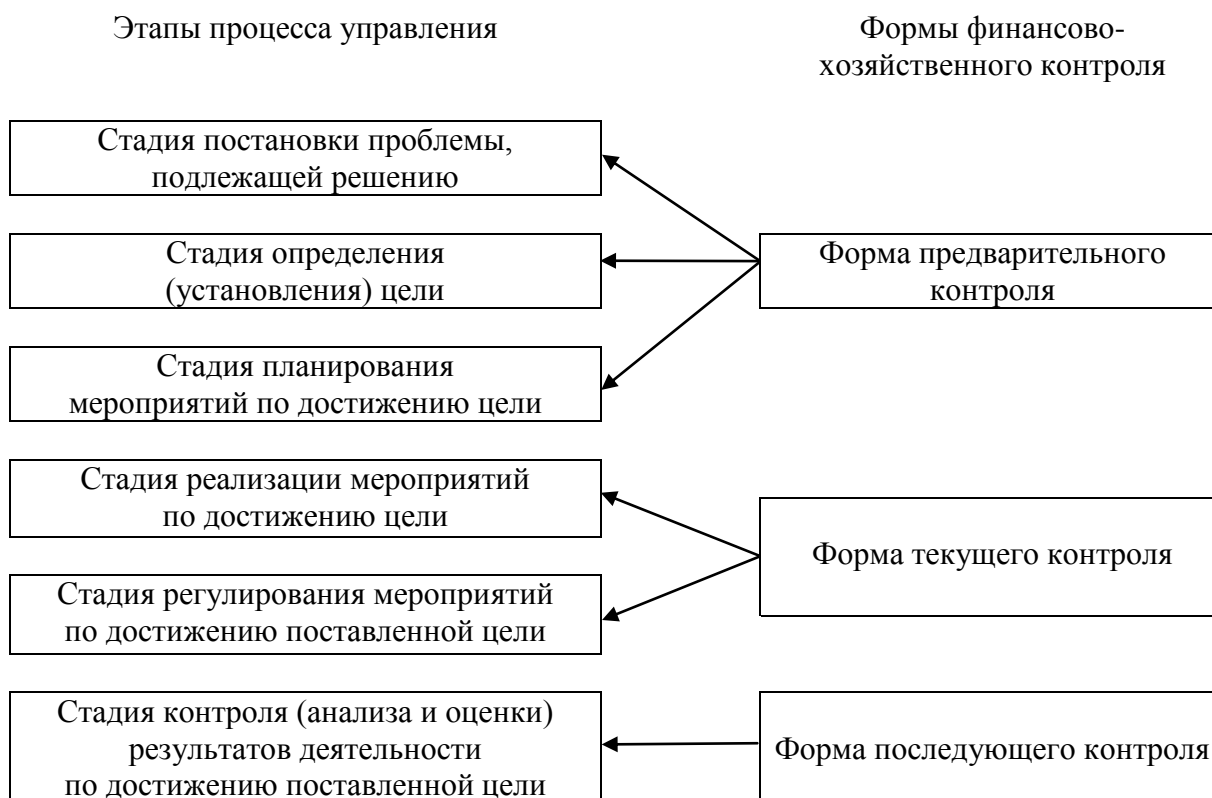 Этапы процесса управления
Формы финансово-
хозяйственного контроля
Стадия постановки проблемы,
подлежащей решению
Стадия определения
(установления) цели
Форма предварительного
контроля
Стадия планирования
мероприятий по достижению цели
Стадия реализации мероприятий
по достижению цели
Форма текущего контроля
Стадия регулирования мероприятий
по достижению поставленной цели
Стадия контроля (анализа и оценки)
результатов деятельности
по достижению поставленной цели
Форма последующего контроля